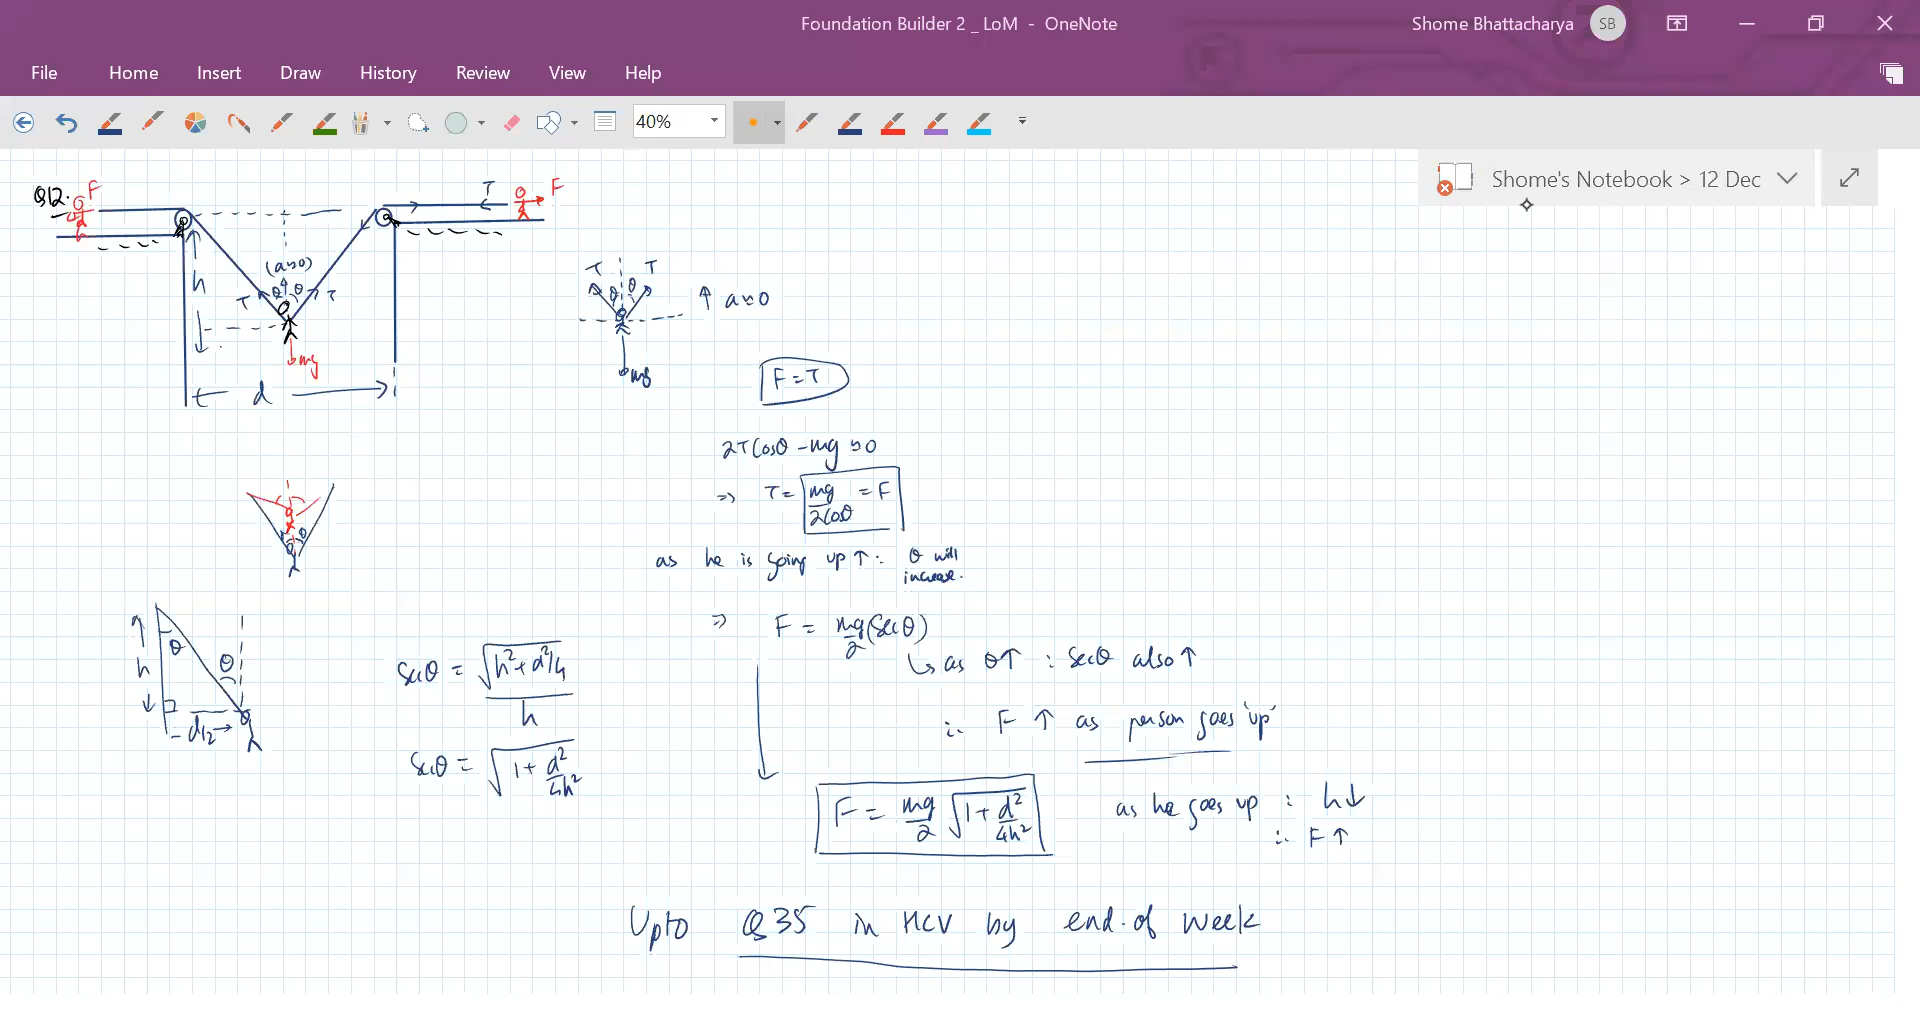 Foundation Builder 2 _ LoM - OneNote
Shome Bhattacharya
SB
File
Home
Insert
Draw
History
Review
View
Help
40%
Shome's Notebook > 12 Dec
Q12.
F
T
F
h
(a≈0)
θ θ
T T
mg
d
T T
θ θ
↑ a≈0
mg
F = T
2T Cosθ - mg ≈ 0
⇒ T = mg/2Cosθ = F
θ θ
as he is going up ↑ : θ will increase.
⇒ F = mg/2 (Secθ)
↳ as θ↑ : Secθ also ↑
∴ F ↑ as person goes 'up'
h
θ
θ
d/2
Secθ = √(h² + d²/4) / h
Secθ = √(1 + d²/4h²)
F = mg/2 √(1 + d²/4h²)
as he goes up : h↓
∴ F ↑
Upto Q35 in HCV by end of week